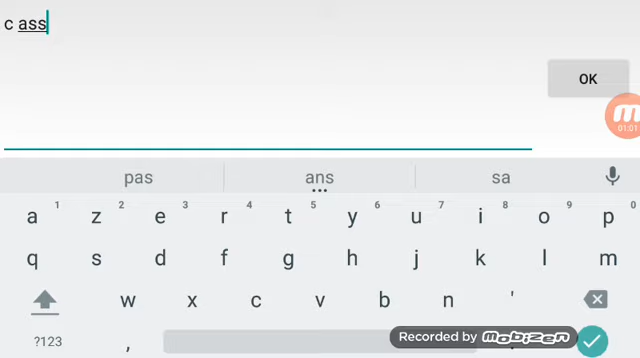 c ass
OK
01:01
pas ans sa
a 1 z 2 e 3 r 4 t 5 y 6 u 7 i 8 o 9 p 0
q s d f g h j k l m
w x c v b n '
?123 , .
Recorded by mobizen